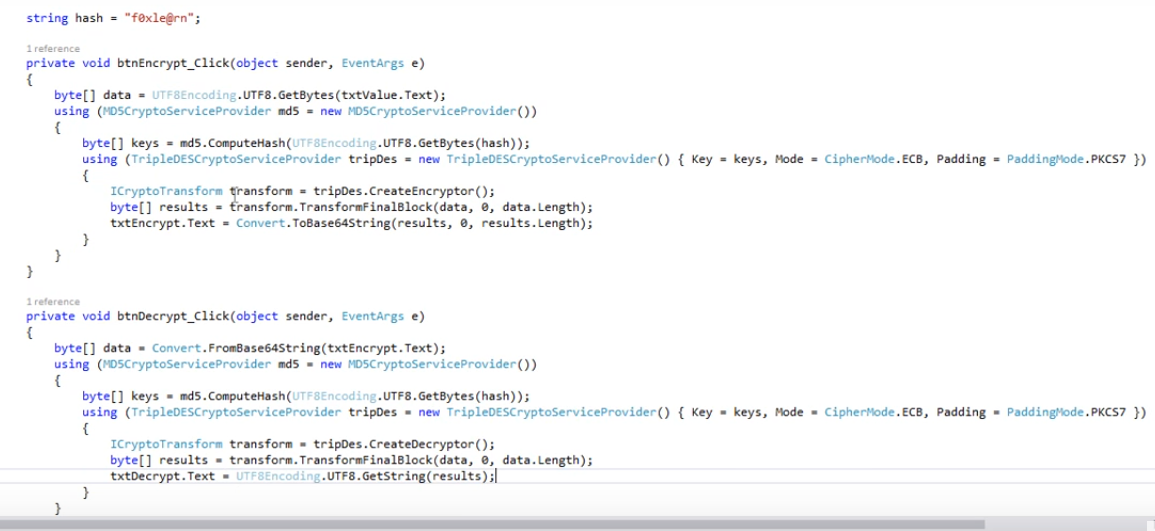 string hash = "f0xle@rn";
1 reference
private void btnEncrypt_Click(object sender, EventArgs e)
{
byte[] data = UTF8Encoding.UTF8.GetBytes(txtValue.Text);
using (MD5CryptoServiceProvider md5 = new MD5CryptoServiceProvider())
{
byte[] keys = md5.ComputeHash(UTF8Encoding.UTF8.GetBytes(hash));
using (TripleDESCryptoServiceProvider tripDes = new TripleDESCryptoServiceProvider() { Key = keys, Mode = CipherMode.ECB, Padding = PaddingMode.PKCS7 })
{
ICryptoTransform transform = tripDes.CreateEncryptor();
byte[] results = transform.TransformFinalBlock(data, 0, data.Length);
txtEncrypt.Text = Convert.ToBase64String(results, 0, results.Length);
}
}
}
1 reference
private void btnDecrypt_Click(object sender, EventArgs e)
{
byte[] data = Convert.FromBase64String(txtEncrypt.Text);
using (MD5CryptoServiceProvider md5 = new MD5CryptoServiceProvider())
{
byte[] keys = md5.ComputeHash(UTF8Encoding.UTF8.GetBytes(hash));
using (TripleDESCryptoServiceProvider tripDes = new TripleDESCryptoServiceProvider() { Key = keys, Mode = CipherMode.ECB, Padding = PaddingMode.PKCS7 })
{
ICryptoTransform transform = tripDes.CreateDecryptor();
byte[] results = transform.TransformFinalBlock(data, 0, data.Length);
txtDecrypt.Text = UTF8Encoding.UTF8.GetString(results);
}
}